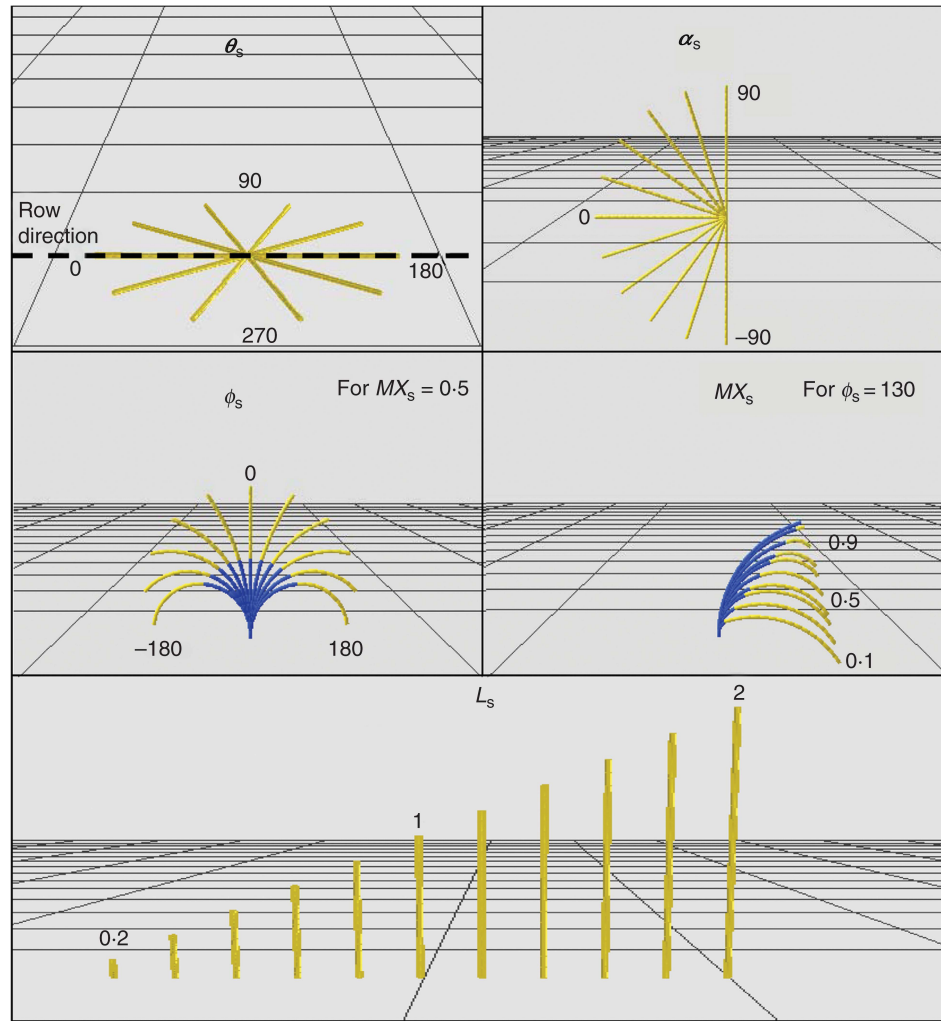 θs
90
Row
direction
0
180
270
αs
90
0
–90
ϕs
For MXs = 0·5
0
–180
180
MXs
For ϕs = 130
0·9
0·5
0·1
Ls
0·2
1
2